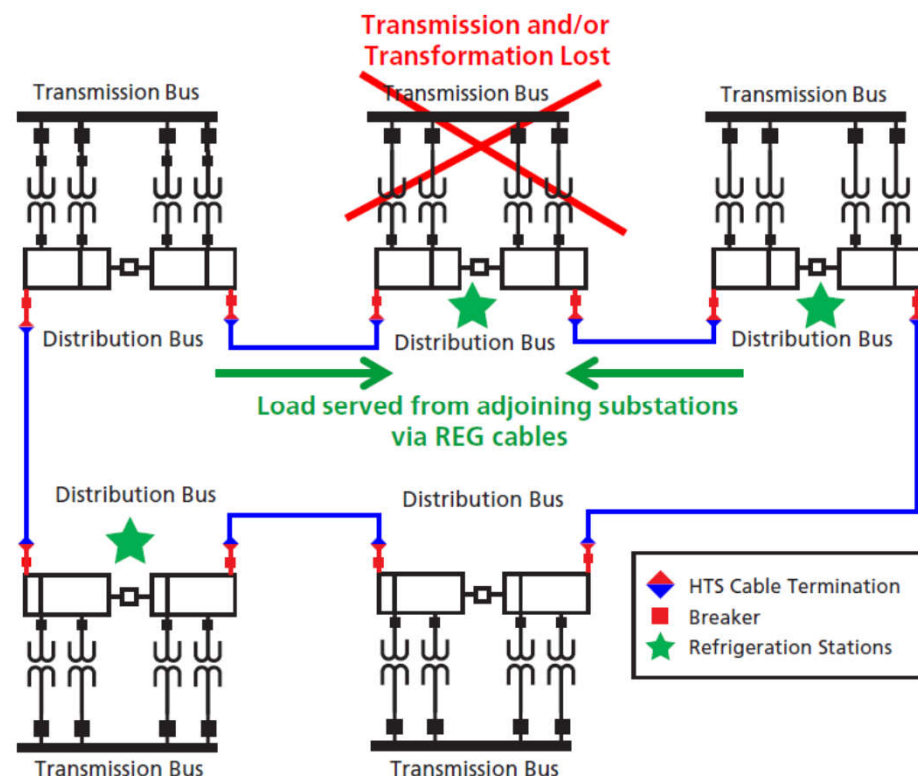 Transmission and/or
Transformation Lost
Transmission Bus
Transmission Bus
Transmission Bus
Distribution Bus
Distribution Bus
Distribution Bus
Load served from adjoining substations
via REG cables
Distribution Bus
Distribution Bus
HTS Cable Termination
Breaker
Refrigeration Stations
Transmission Bus
Transmission Bus